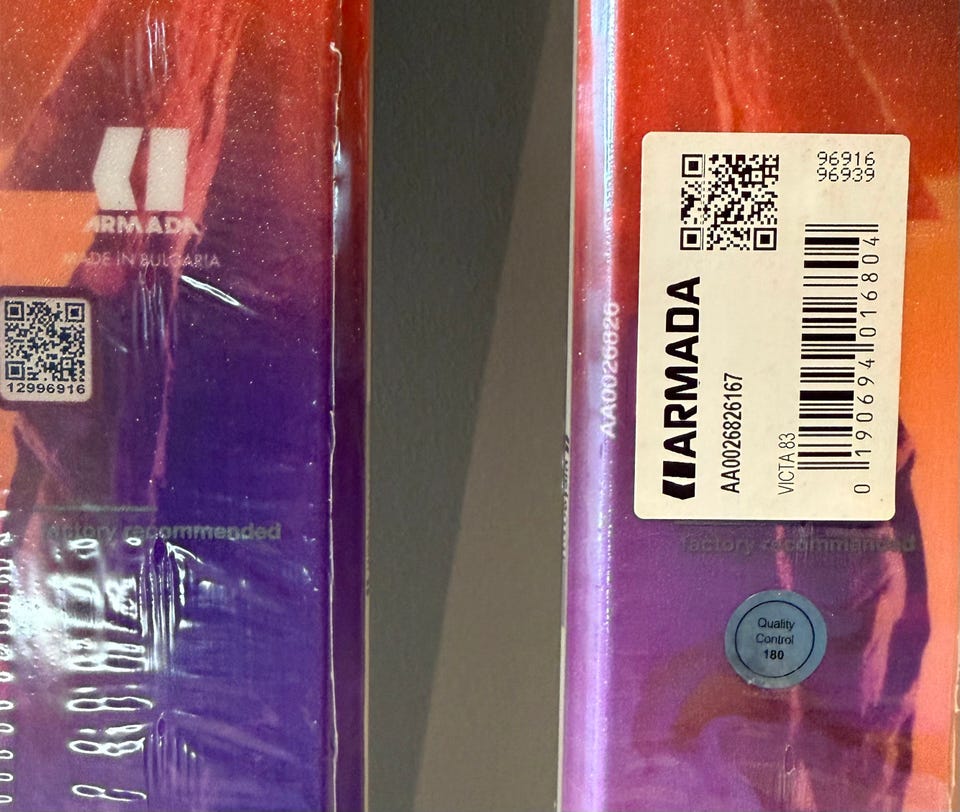 ARMADA
MADE IN BULGARIA
12996916
factory recommended
AA0026826
96916
96939
ARMADA
AA0026826167
VICTA 83
0 190694 016804
factory recommended
Quality
Control
180